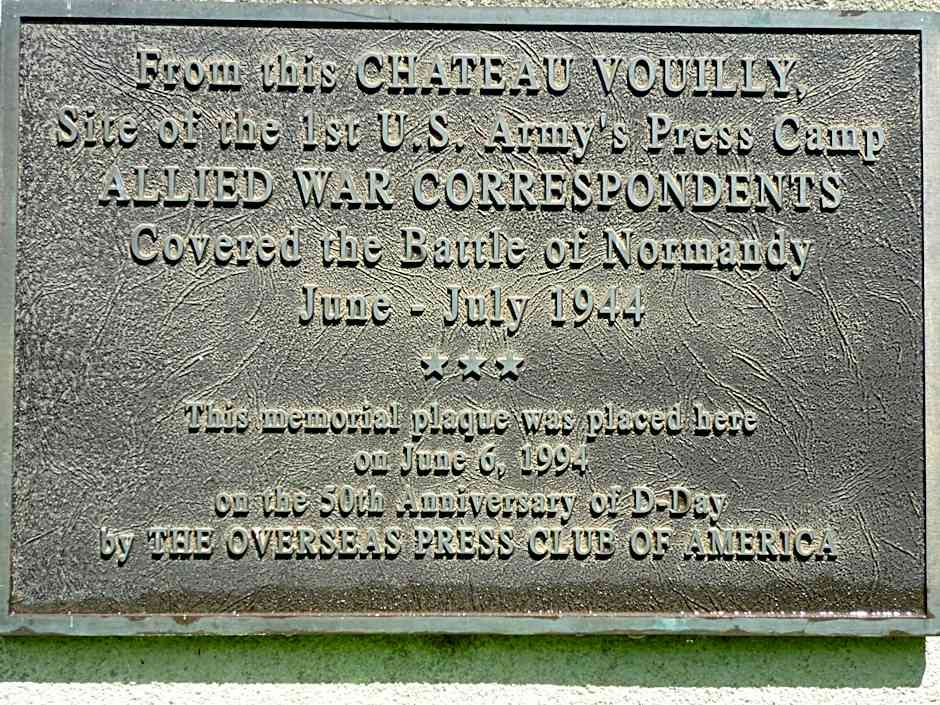 From this CHATEAU VOUILLY,
Site of the 1st U.S. Army's Press Camp
ALLIED WAR CORRESPONDENTS
Covered the Battle of Normandy
June - July 1944
★★★
This memorial plaque was placed here
on June 6, 1994
on the 50th Anniversary of D-Day
by THE OVERSEAS PRESS CLUB OF AMERICA